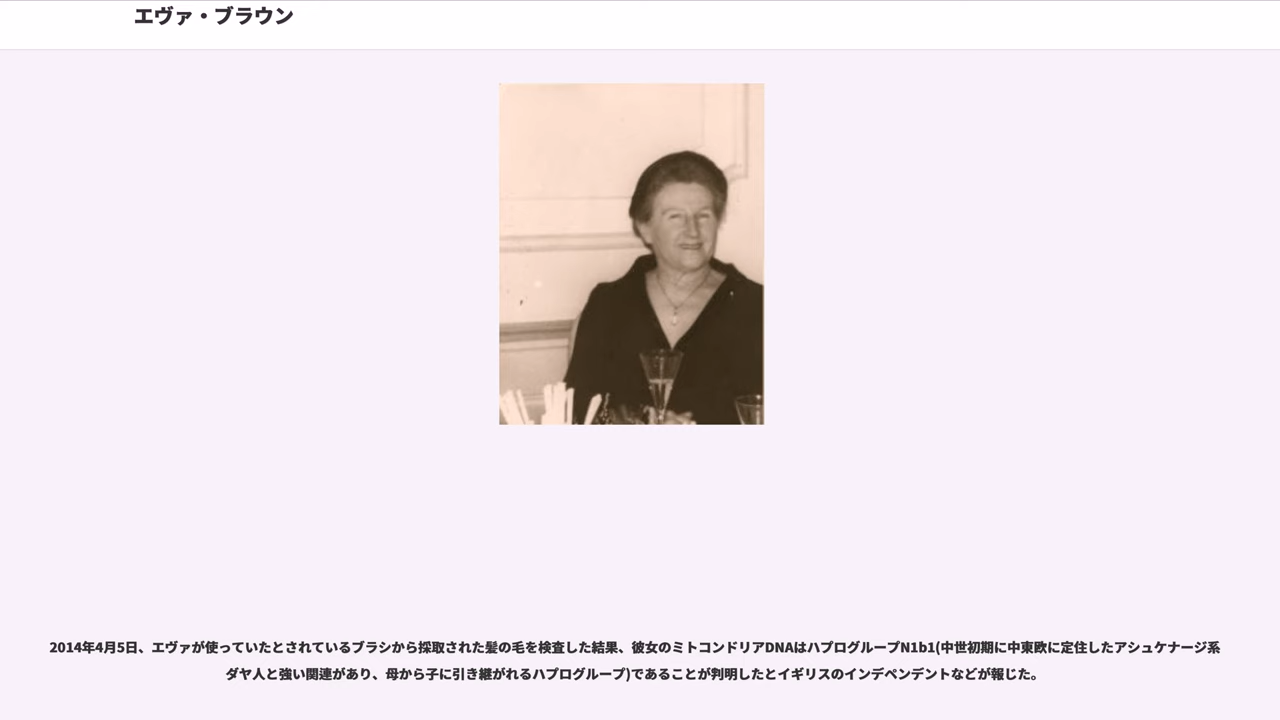 エヴァ・ブラウン
2014年4月5日、エヴァが使っていたとされているブラシから採取された髪の毛を検査した結果、彼女のミトコンドリアDNAはハプログループN1b1(中世初期に中東欧に定住したアシュケナージ系
ダヤ人と強い関連があり、母から子に引き継がれるハプログループ)であることが判明したとイギリスのインデペンデントなどが報じた。